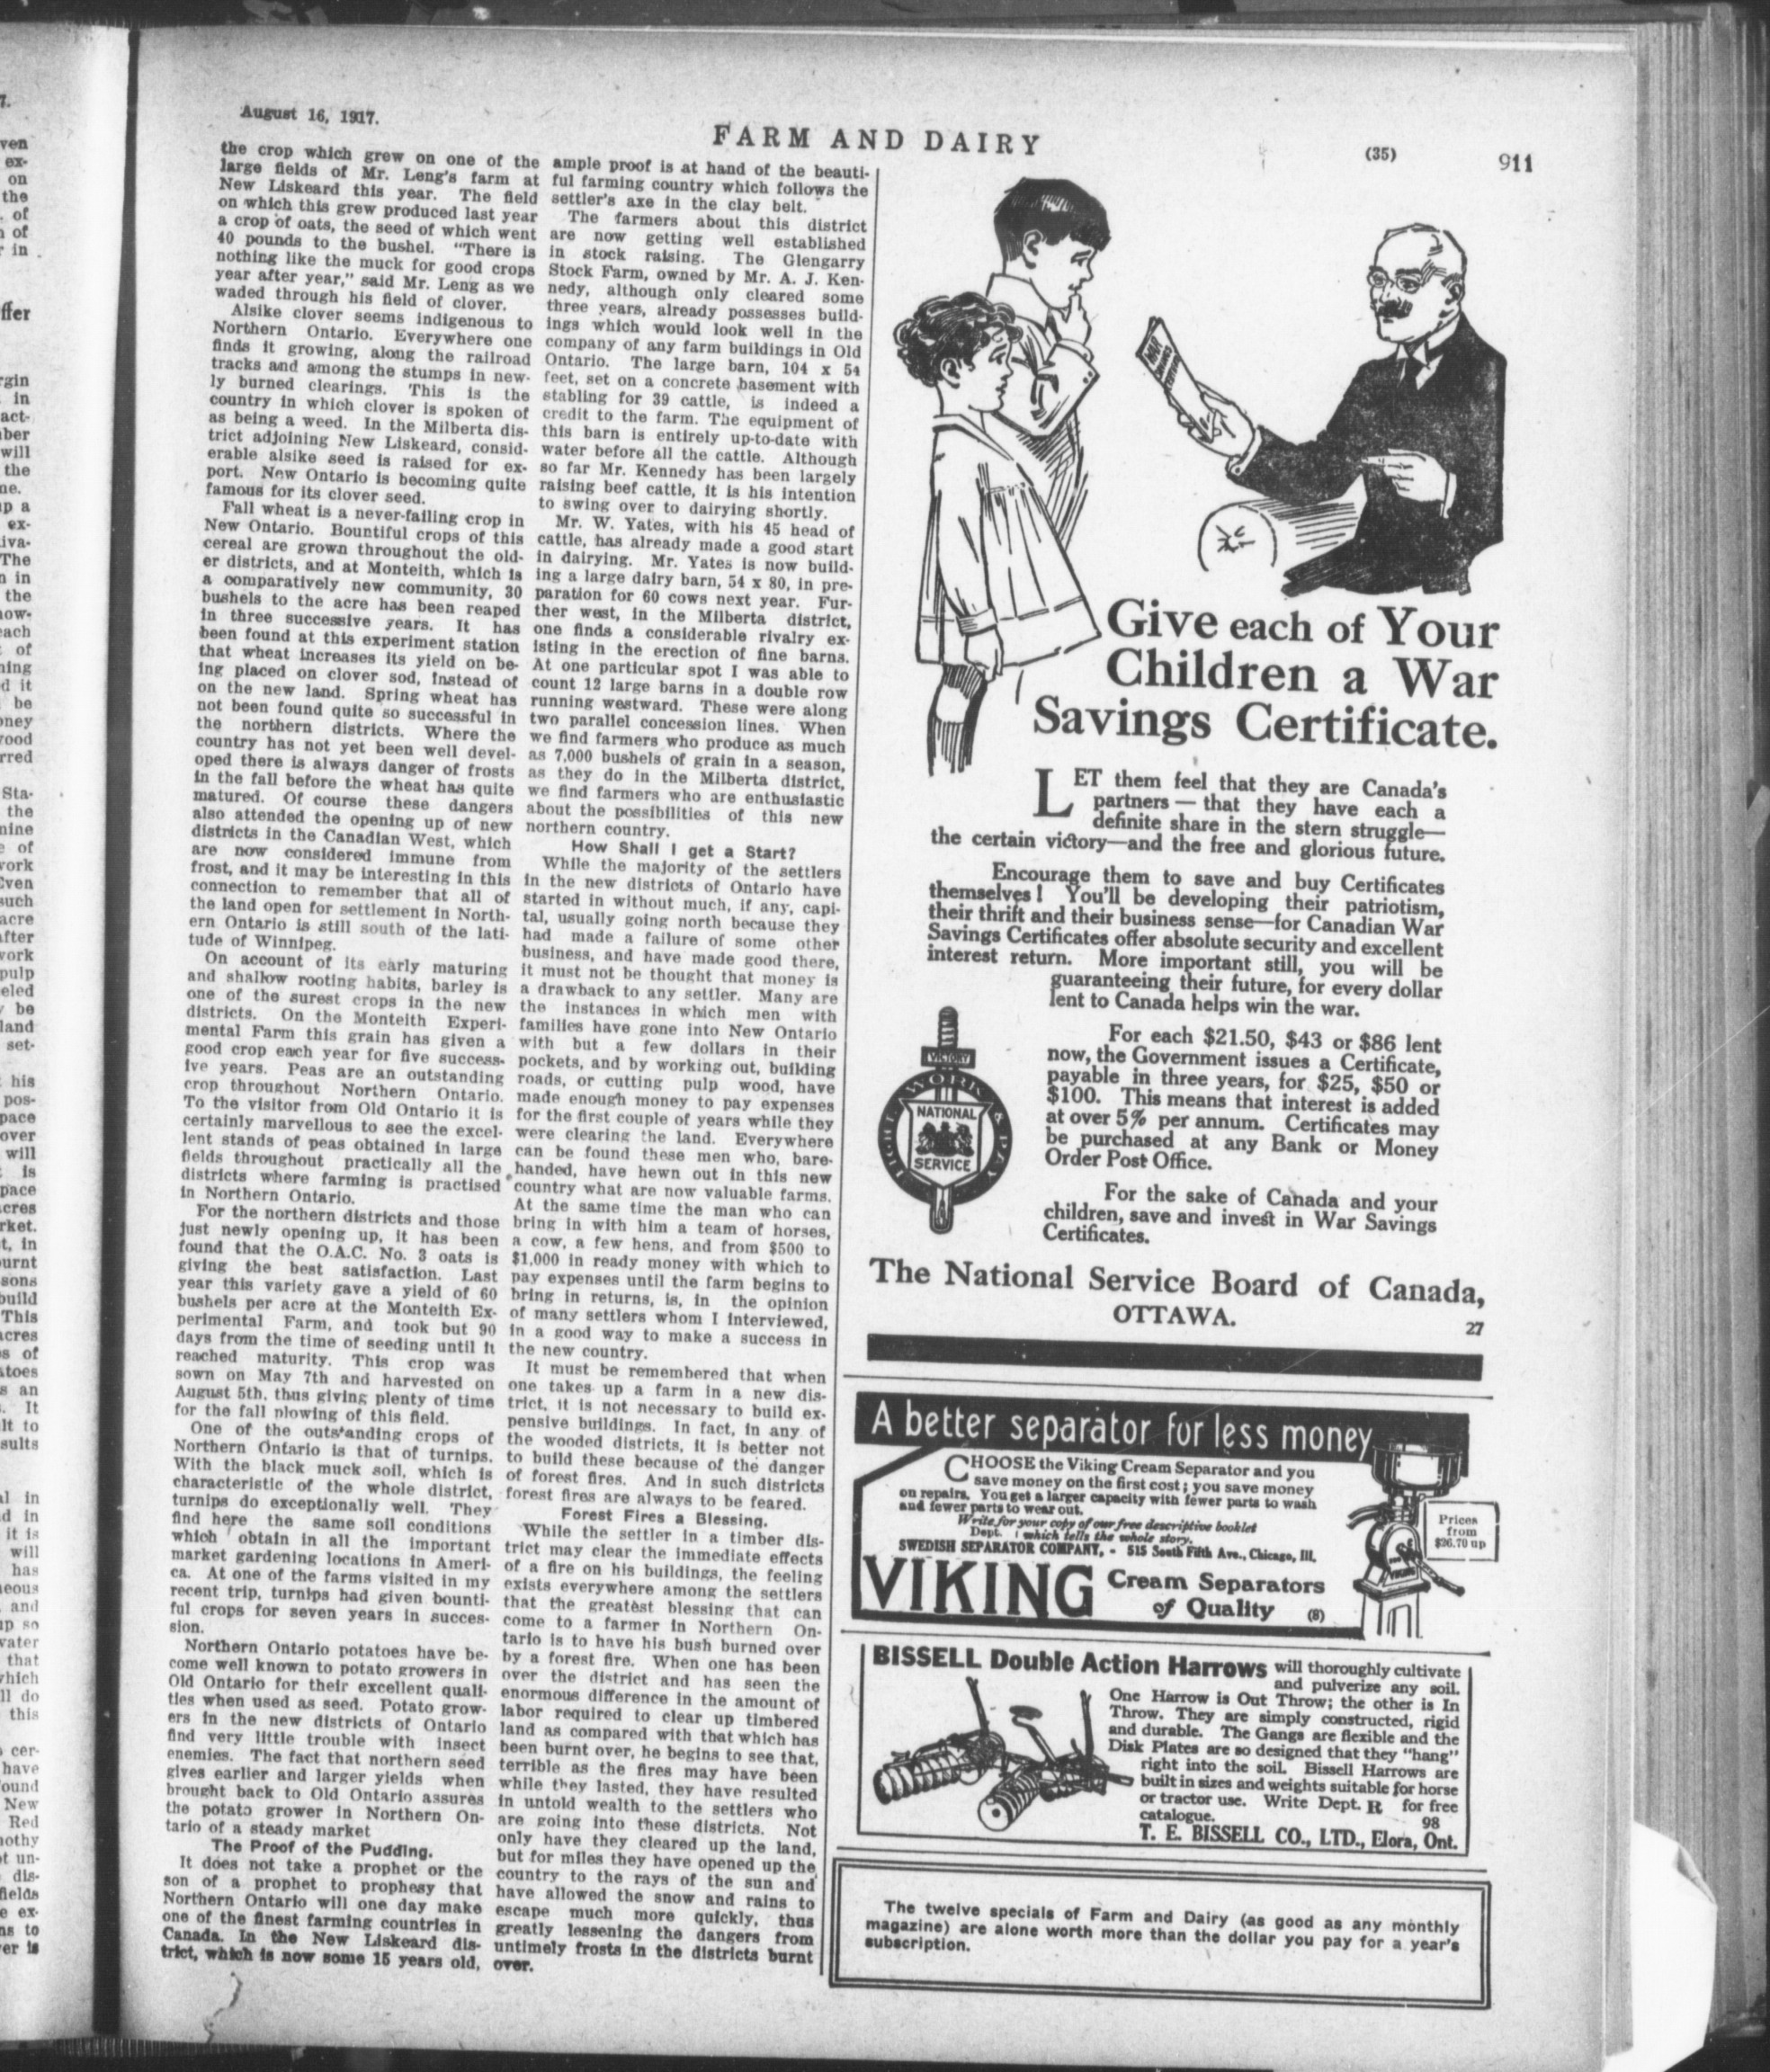 August 16, 1917.
FARM AND DAIRY
(35)
911
the crop which grew on one of the
large fields of Mr. Leng's farm at
New Liskeard this year. The field
on which this grew produced last year
a crop of oats, the seed of which went
40 pounds to the bushel. "There is
nothing like the muck for good crops
year after year," said Mr. Leng as we
waded through his field of clover.
Alsike clover seems indigenous to
Northern Ontario. Everywhere one
finds it growing, along the railroad
tracks and among the stumps in new-
ly burned clearings. This is the
country in which clover is spoken of
as being a weed. In the Milberta dis-
trict adjoining New Liskeard, consid-
erable alsike seed is raised for ex-
port. New Ontario is becoming quite
famous for its clover seed.
Fall wheat is a never-failing crop in
New Ontario. Bountiful crops of this
cereal are grown throughout the old-
er districts, and at Monteith, which is
a comparatively new community, 30
bushels to the acre has been reaped
in three successive years. It has
been found at this experiment station
that wheat increases its yield on be-
ing placed on clover sod, instead of
on the new land. Spring wheat has
not been found quite so successful in
the northern districts. Where the
country has not yet been well devel-
oped there is always danger of frosts
in the fall before the wheat has quite
matured. Of course these dangers
also attended the opening up of new
districts in the Canadian West, which
are now considered immune from
frost, and it may be interesting in this
connection to remember that all of
the land open for settlement in North-
ern Ontario is still south of the lati-
tude of Winnipeg.
On account of its early maturing
and shallow rooting habits, barley is
one of the surest crops in the new
districts. On the Monteith Experi-
mental Farm this grain has given a
good crop each year for five success-
ive years. Peas are an outstanding
crop throughout Northern Ontario.
To the visitor from Old Ontario it is
certainly marvellous to see the excel-
lent stands of peas obtained in large
fields throughout practically all the
districts where farming is practised
in Northern Ontario.
For the northern districts and those
just newly opening up, it has been
found that the O.A.C. No. 3 oats is
giving the best satisfaction. Last
year this variety gave a yield of 60
bushels per acre at the Monteith Ex-
perimental Farm, and took but 90
days from the time of seeding until it
reached maturity. This crop was
sown on May 7th and harvested on
August 5th, thus giving plenty of time
for the fall plowing of this field.
One of the outstanding crops of
Northern Ontario is that of turnips.
With the black muck soil, which is
characteristic of the whole district,
turnips do exceptionally well. They
find here the same soil conditions
which obtain in all the important
market gardening locations in Ameri-
ca. At one of the farms visited in my
recent trip, turnips had given bounti-
ful crops for seven years in succes-
sion.
Northern Ontario potatoes have be-
come well known to potato growers in
Old Ontario for their excellent quali-
ties when used as seed. Potato grow-
ers in the new districts of Ontario
find very little trouble with insect
enemies. The fact that northern seed
gives earlier and larger yields when
brought back to Old Ontario assures
the potato grower in Northern On-
tario of a steady market
The Proof of the Pudding.
It does not take a prophet or the
son of a prophet to prophesy that
Northern Ontario will one day make
one of the finest farming countries in
Canada. In the New Liskeard dis-
trict, which is now some 15 years old,
ample proof is at hand of the beauti-
ful farming country which follows the
settler's axe in the clay belt.
The farmers about this district
are now getting well established
in stock raising. The Glengarry
Stock Farm, owned by Mr. A. J. Ken-
nedy, although only cleared some
three years, already possesses build-
ings which would look well in the
company of any farm buildings in Old
Ontario. The large barn, 104 x 54
feet, set on a concrete basement with
stabling for 39 cattle, is indeed a
credit to the farm. The equipment of
this barn is entirely up-to-date with
water before all the cattle. Although
so far Mr. Kennedy has been largely
raising beef cattle, it is his intention
to swing over to dairying shortly.
Mr. W. Yates, with his 45 head of
cattle, has already made a good start
in dairying. Mr. Yates is now build-
ing a large dairy barn, 54 x 80, in pre-
paration for 60 cows next year. Fur-
ther west, in the Milberta district,
one finds a considerable rivalry ex-
isting in the erection of fine barns.
At one particular spot I was able to
count 12 large barns in a double row
running westward. These were along
two parallel concession lines. When
we find farmers who produce as much
as 7,000 bushels of grain in a season,
as they do in the Milberta district,
we find farmers who are enthusiastic
about the possibilities of this new
northern country.
How Shall I get a Start?
While the majority of the settlers
in the new districts of Ontario have
started in without much, if any, capi-
tal, usually going north because they
had made a failure of some other
business, and have made good there,
it must not be thought that money is
a drawback to any settler. Many are
the instances in which men with
families have gone into New Ontario
with but a few dollars in their
pockets, and by working out, building
roads, or cutting pulp wood, have
made enough money to pay expenses
for the first couple of years while they
were clearing the land. Everywhere
can be found these men who, bare-
handed, have hewn out in this new
country what are now valuable farms.
At the same time the man who can
bring in with him a team of horses,
a cow, a few hens, and from $500 to
$1,000 in ready money with which to
pay expenses until the farm begins to
bring in returns, is, in the opinion
of many settlers whom I interviewed,
in a good way to make a success in
the new country.
It must be remembered that when
one takes up a farm in a new dis-
trict, it is not necessary to build ex-
pensive buildings. In fact, in any of
the wooded districts, it is better not
to build these because of the danger
of forest fires. And in such districts
forest fires are always to be feared.
Forest Fires a Blessing.
While the settler in a timber dis-
trict may clear the immediate effects
of a fire on his buildings, the feeling
exists everywhere among the settlers
that the greatest blessing that can
come to a farmer in Northern On-
tario is to have his bush burned over
by a forest fire. When one has been
over the district and has seen the
enormous difference in the amount of
labor required to clear up timbered
land as compared with that which has
been burnt over, he begins to see that,
terrible as the fires may have been
while they lasted, they have resulted
in untold wealth to the settlers who
are going into these districts. Not
only have they cleared up the land,
but for miles they have opened up the
country to the rays of the sun and
have allowed the snow and rains to
escape much more quickly, thus
greatly lessening the dangers from
untimely frosts in the districts burnt
over.
WAR
SAVINGS
Give each of Your
Children a War
Savings Certificate.
LET them feel that they are Canada's
partners—that they have each a
definite share in the stern struggle—
the certain victory—and the free and glorious future.
Encourage them to save and buy Certificates
themselves! You'll be developing their patriotism,
their thrift and their business sense—for Canadian War
Savings Certificates offer absolute security and excellent
interest return. More important still, you will be
guaranteeing their future, for every dollar
lent to Canada helps win the war.
For each $21.50, $43 or $86 lent
now, the Government issues a Certificate,
payable in three years, for $25, $50 or
$100. This means that interest is added
at over 5% per annum. Certificates may
be purchased at any Bank or Money
Order Post Office.
For the sake of Canada and your
children, save and invest in War Savings
Certificates.
VICTORY
FIGHT WORK & PAY
NATIONAL
SERVICE
The National Service Board of Canada,
OTTAWA.
27
A better separator for less money
CHOOSE the Viking Cream Separator and you
save money on the first cost; you save money
on repairs. You get a larger capacity with fewer parts to wash
and fewer parts to wear out.
Write for your copy of our free descriptive booklet
Dept. I which tells the whole story.
SWEDISH SEPARATOR COMPANY, - 515 South Fifth Ave., Chicago, Ill.
VIKING Cream Separators
of Quality (8)
Prices
from
$26.70 up
VIKING
BISSELL Double Action Harrows will thoroughly cultivate
and pulverize any soil.
One Harrow is Out Throw; the other is In
Throw. They are simply constructed, rigid
and durable. The Gangs are flexible and the
Disk Plates are so designed that they "hang"
right into the soil. Bissell Harrows are
built in sizes and weights suitable for horse
or tractor use. Write Dept. R for free
catalogue. 98
T. E. BISSELL CO., LTD., Elora, Ont.
The twelve specials of Farm and Dairy (as good as any monthly
magazine) are alone worth more than the dollar you pay for a year's
subscription.